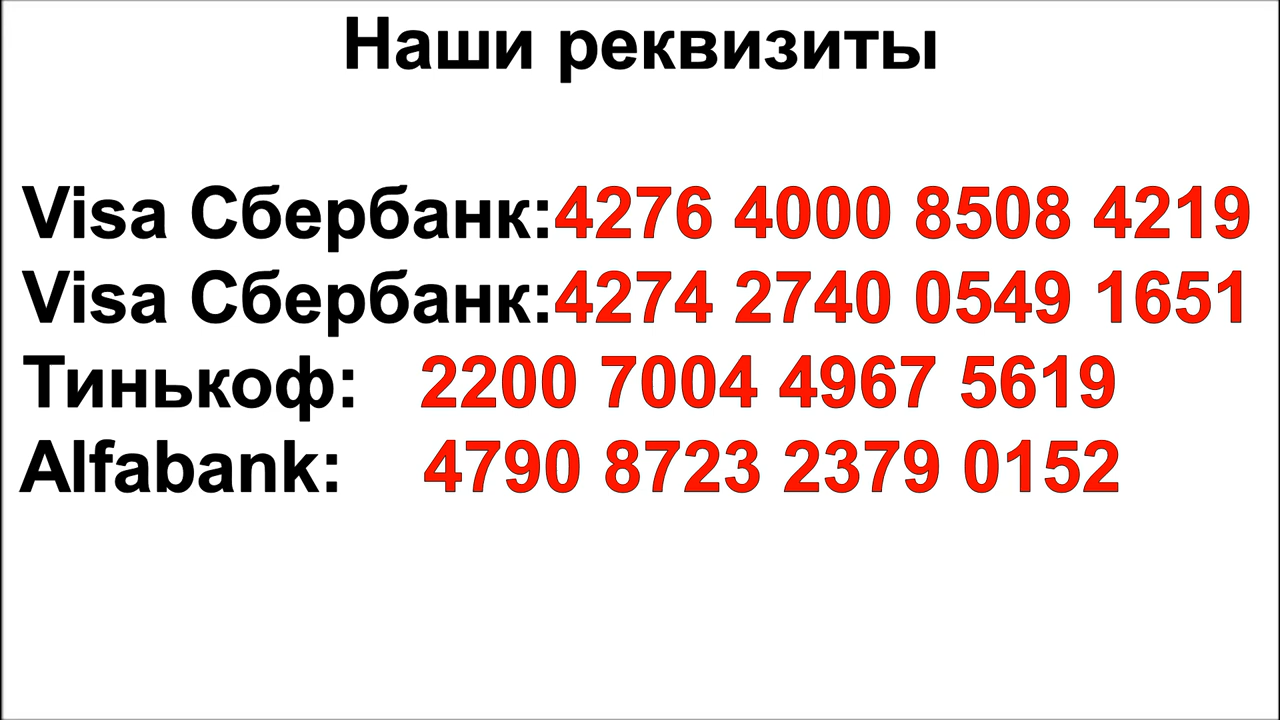 Наши реквизиты
Visa Сбербанк:4276 4000 8508 4219
Visa Сбербанк:4274 2740 0549 1651
Тинькоф: 2200 7004 4967 5619
Alfabank: 4790 8723 2379 0152